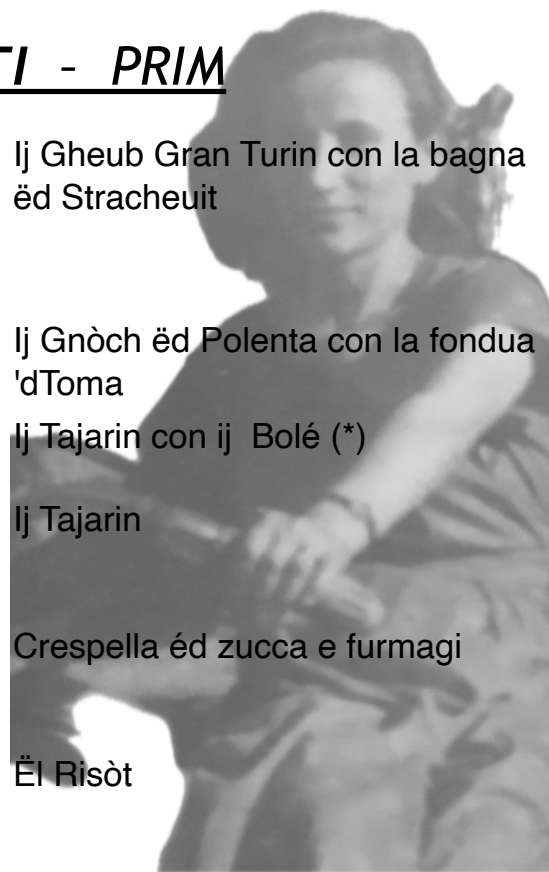 TI - PRIM
Ij Gheub Gran Turin con la bagna
ëd Stracheuit
Ij Gnòch ëd Polenta con la fondua
'dToma
Ij Tajarin con ij  Bolé (*)
Ij Tajarin
Crespella éd zucca e furmagi
Ël Risòt